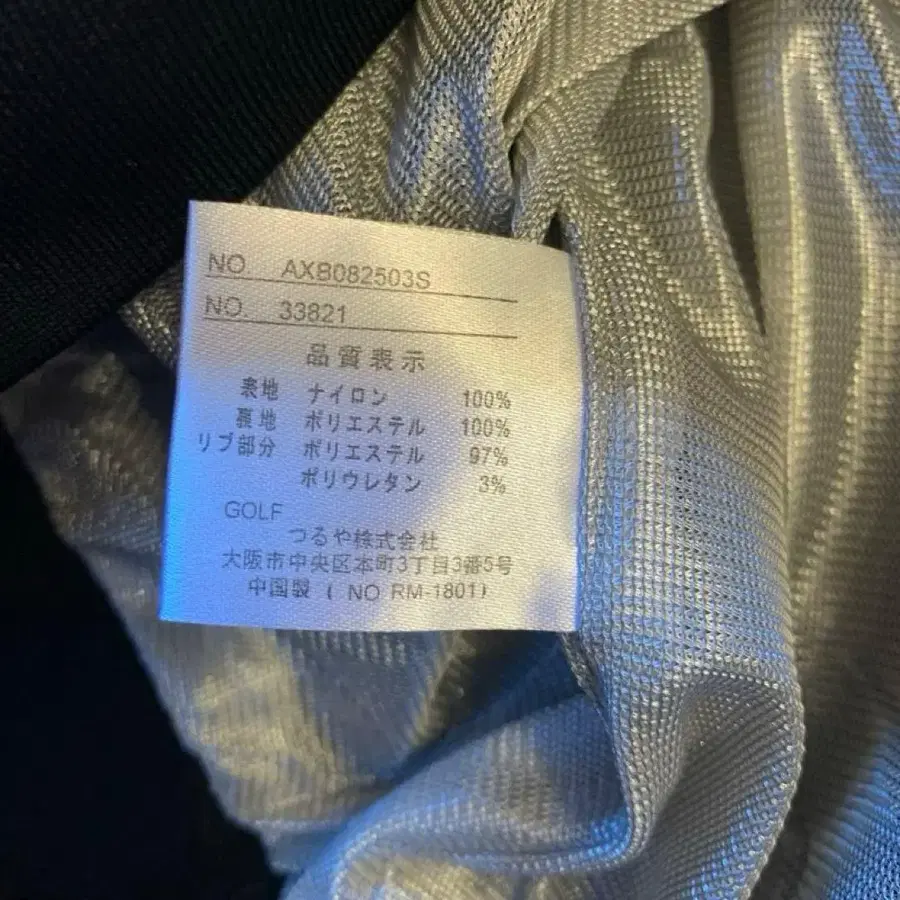 NO. AXB082503S
NO. 33821
品質表示
表地 ナイロン 100%
裏地 ポリエステル 100%
リブ部分 ポリエステル 97%
ポリウレタン 3%
GOLF
つるや株式会社
大阪市中央区本町3丁目3番5号
中国製 ( NO RM-1801)